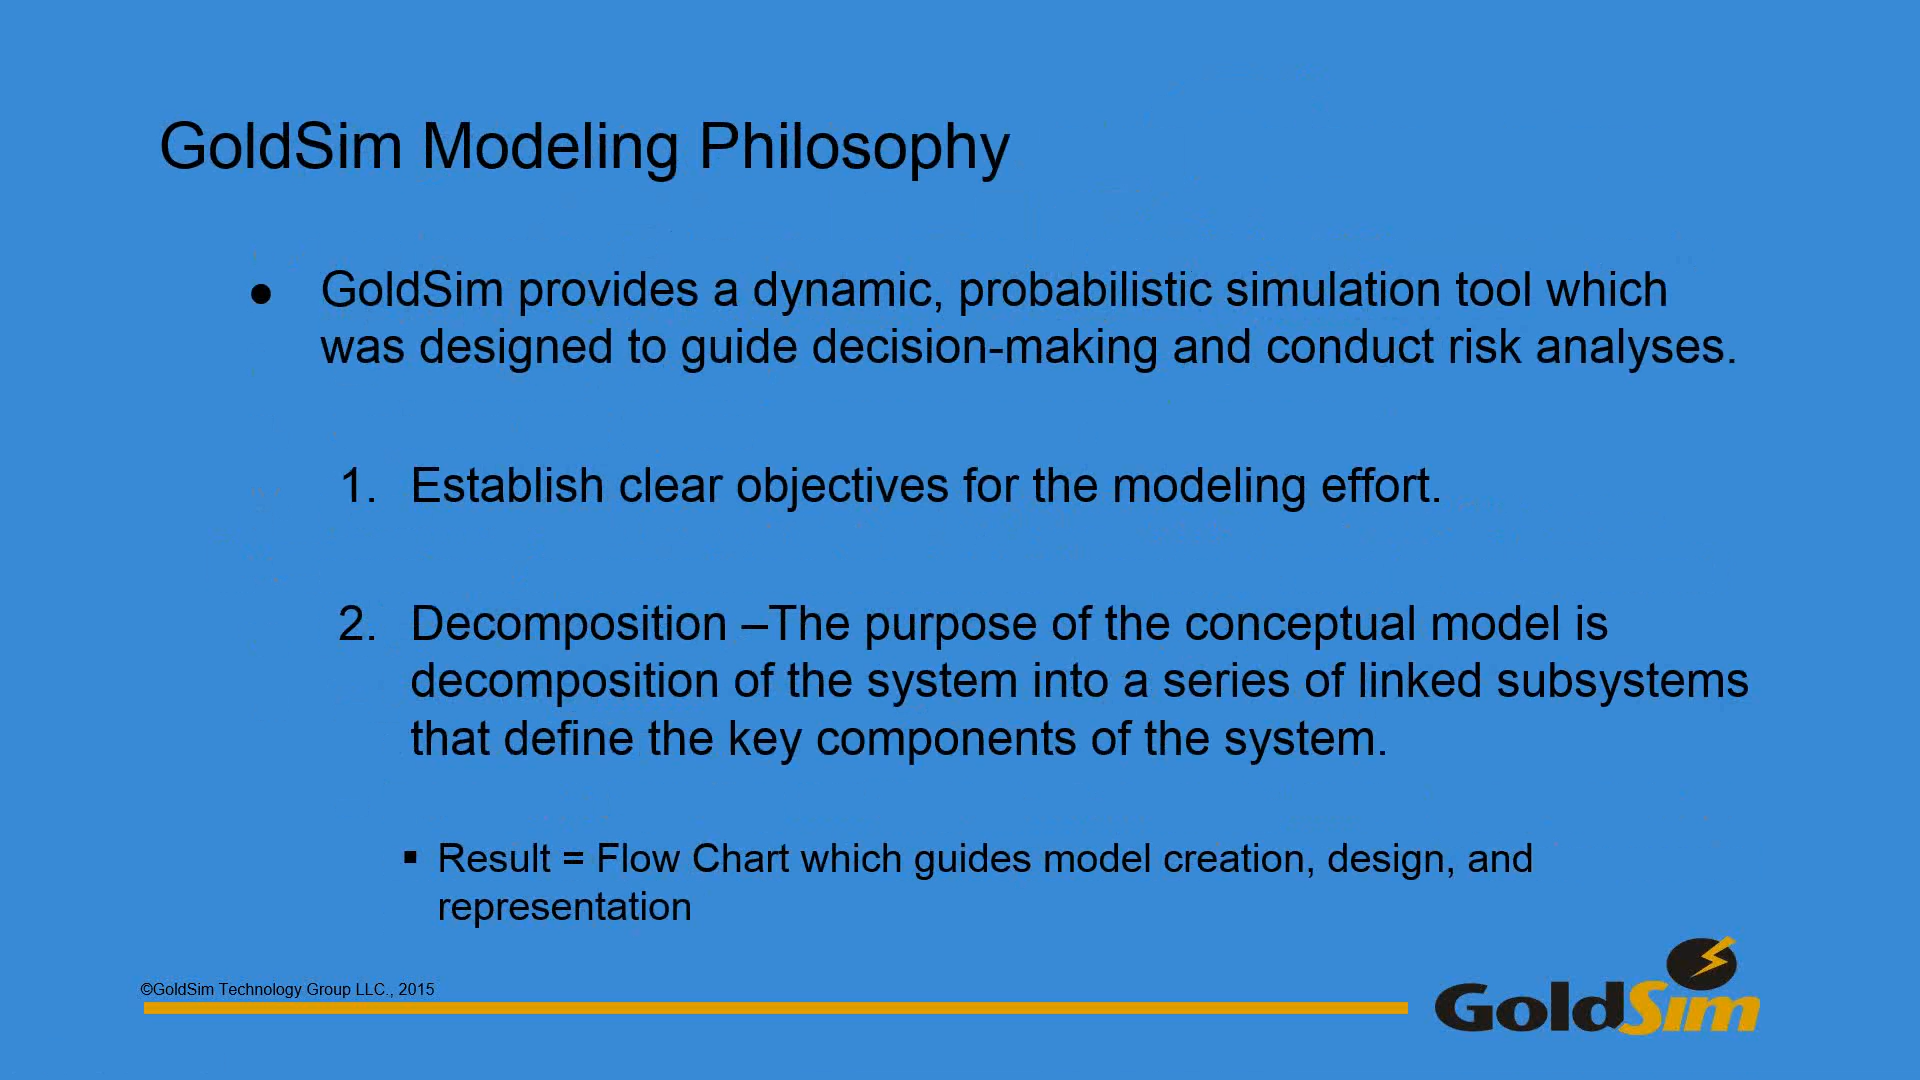 GoldSim Modeling Philosophy
● GoldSim provides a dynamic, probabilistic simulation tool which
was designed to guide decision-making and conduct risk analyses.
1. Establish clear objectives for the modeling effort.
2. Decomposition –The purpose of the conceptual model is
decomposition of the system into a series of linked subsystems
that define the key components of the system.
▪ Result = Flow Chart which guides model creation, design, and
representation
©GoldSim Technology Group LLC., 2015
GoldSim